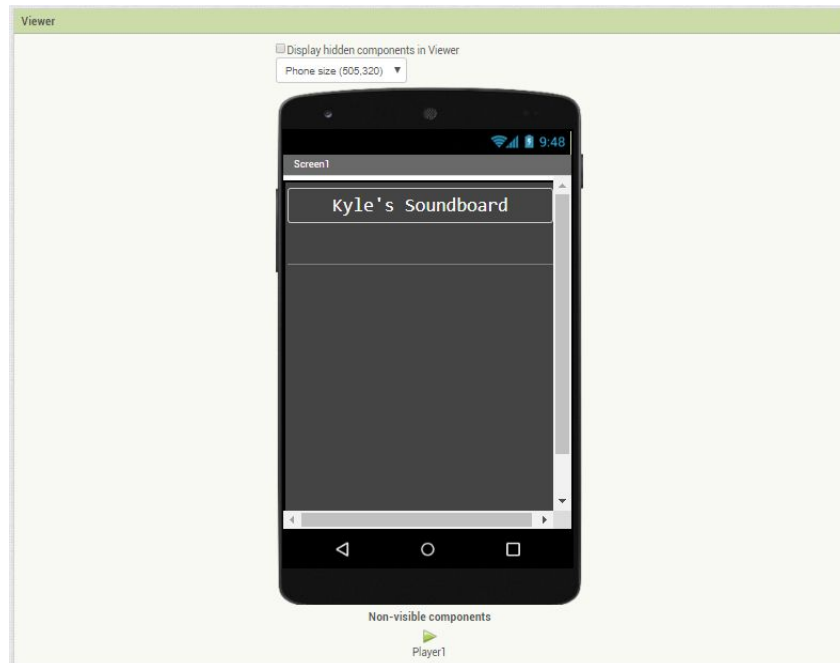 Viewer
Display hidden components in Viewer
Phone size (505,320)
9:48
Screen1
Kyle's Soundboard
Non-visible components
Player1